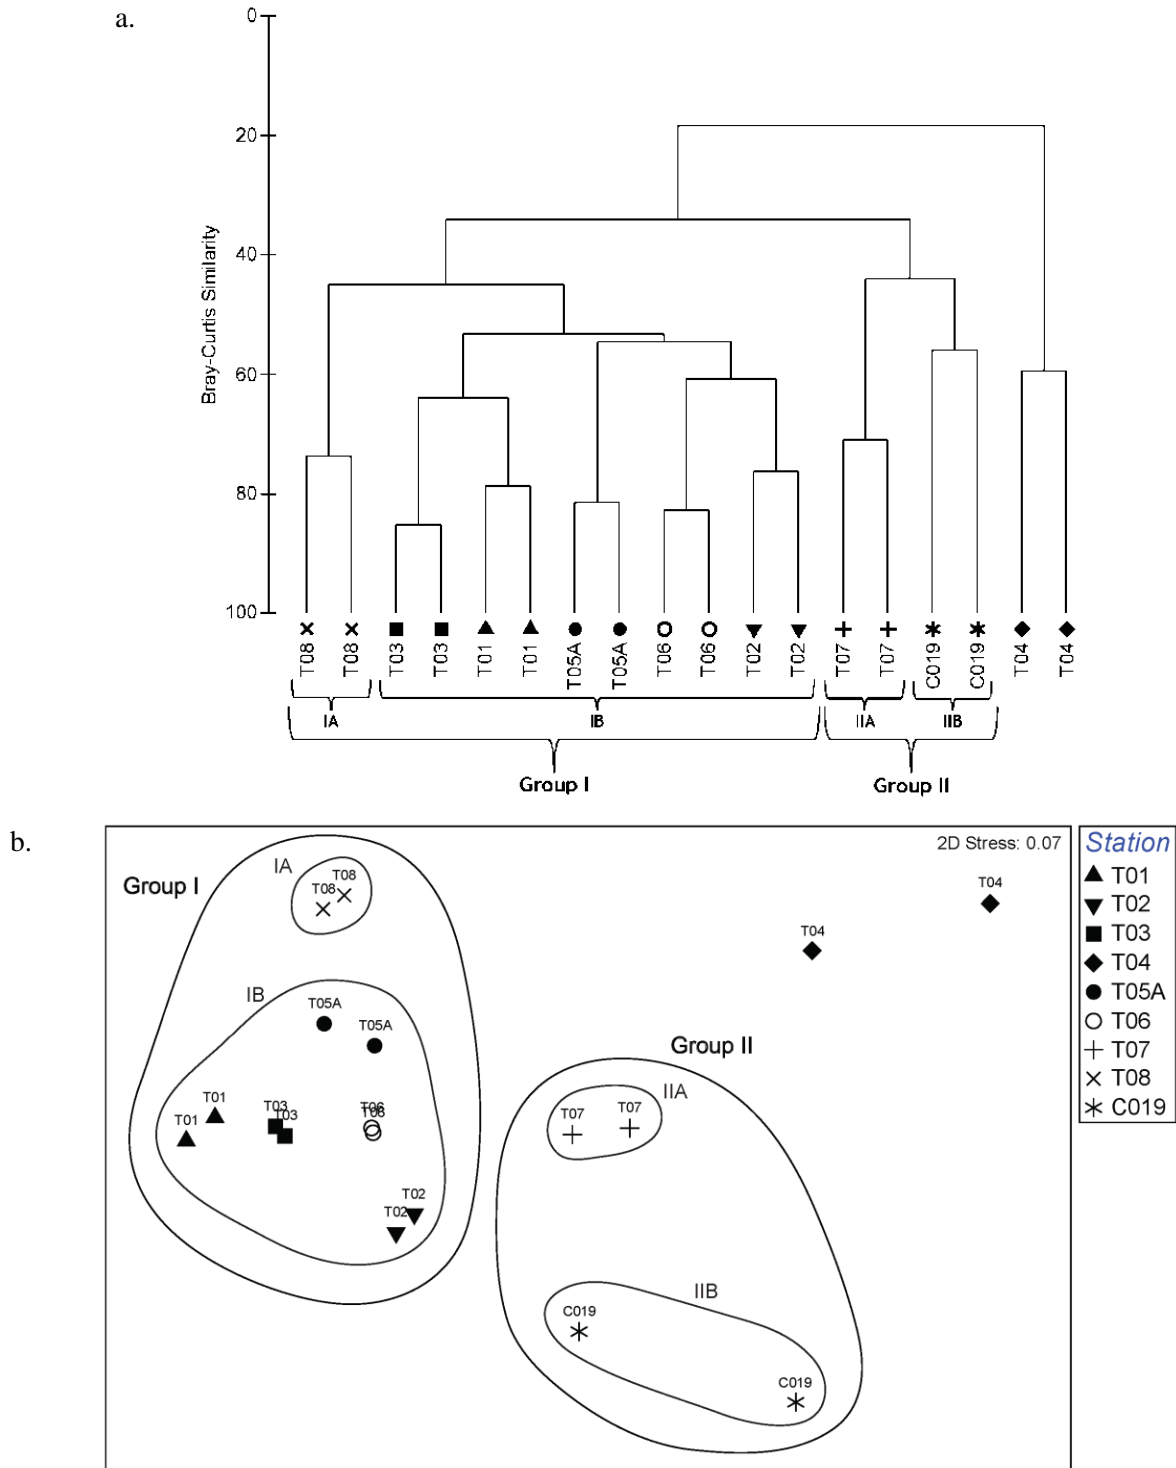 a.
0
20
40
60
80
100
Bray-Curtis Similarity
T08 T08 T03 T03 T01 T01 T05A T05A T06 T06 T02 T02 T07 T07 C019 C019 T04 T04
IA IB IIA IIB
Group I Group II
b.
2D Stress: 0.07
Group I
IA
T08
T08
T04
T04
IB
T05A
T05A
Group II
IIA
T01
T01
T03
T03
T06
T06
T07
T07
T02
T02
IIB
C019
C019
Station
T01
T02
T03
T04
T05A
T06
T07
T08
C019